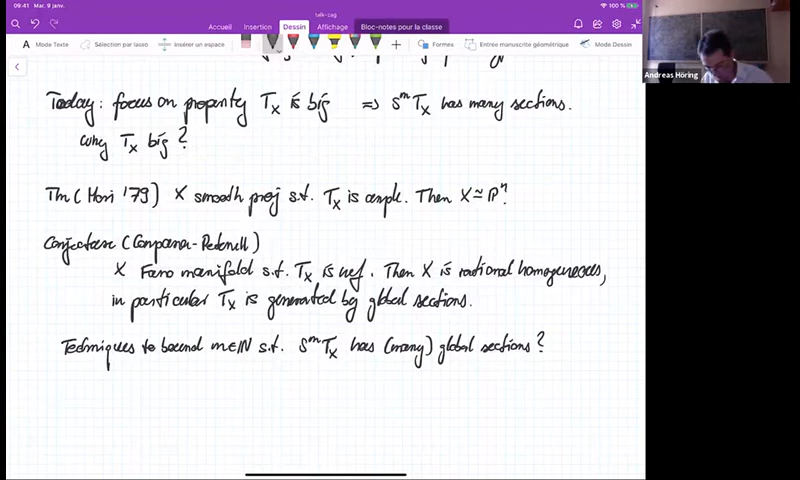 09:41 Mar. 9 janv.
talk-zag
100 %
Accueil Insertion Dessin Affichage Bloc-notes pour la classe
A Mode Texte Sélection par lasso Insérer un espace Formes Entrée manuscrite géométrique Mode Dessin
Andreas Höring
Today: focus on property T_X is big => S^m T_X has many sections.
Why T_X big?
Thm (Mori '79) X smooth proj s.t. T_X is ample. Then X ≃ P^n.
Conjecture (Campana-Peternell)
X Fano manifold s.t. T_X is nef. Then X is rational homogeneous,
in particular T_X is generated by global sections.
Techniques to bound m∈N s.t. S^m T_X has (many) global sections?